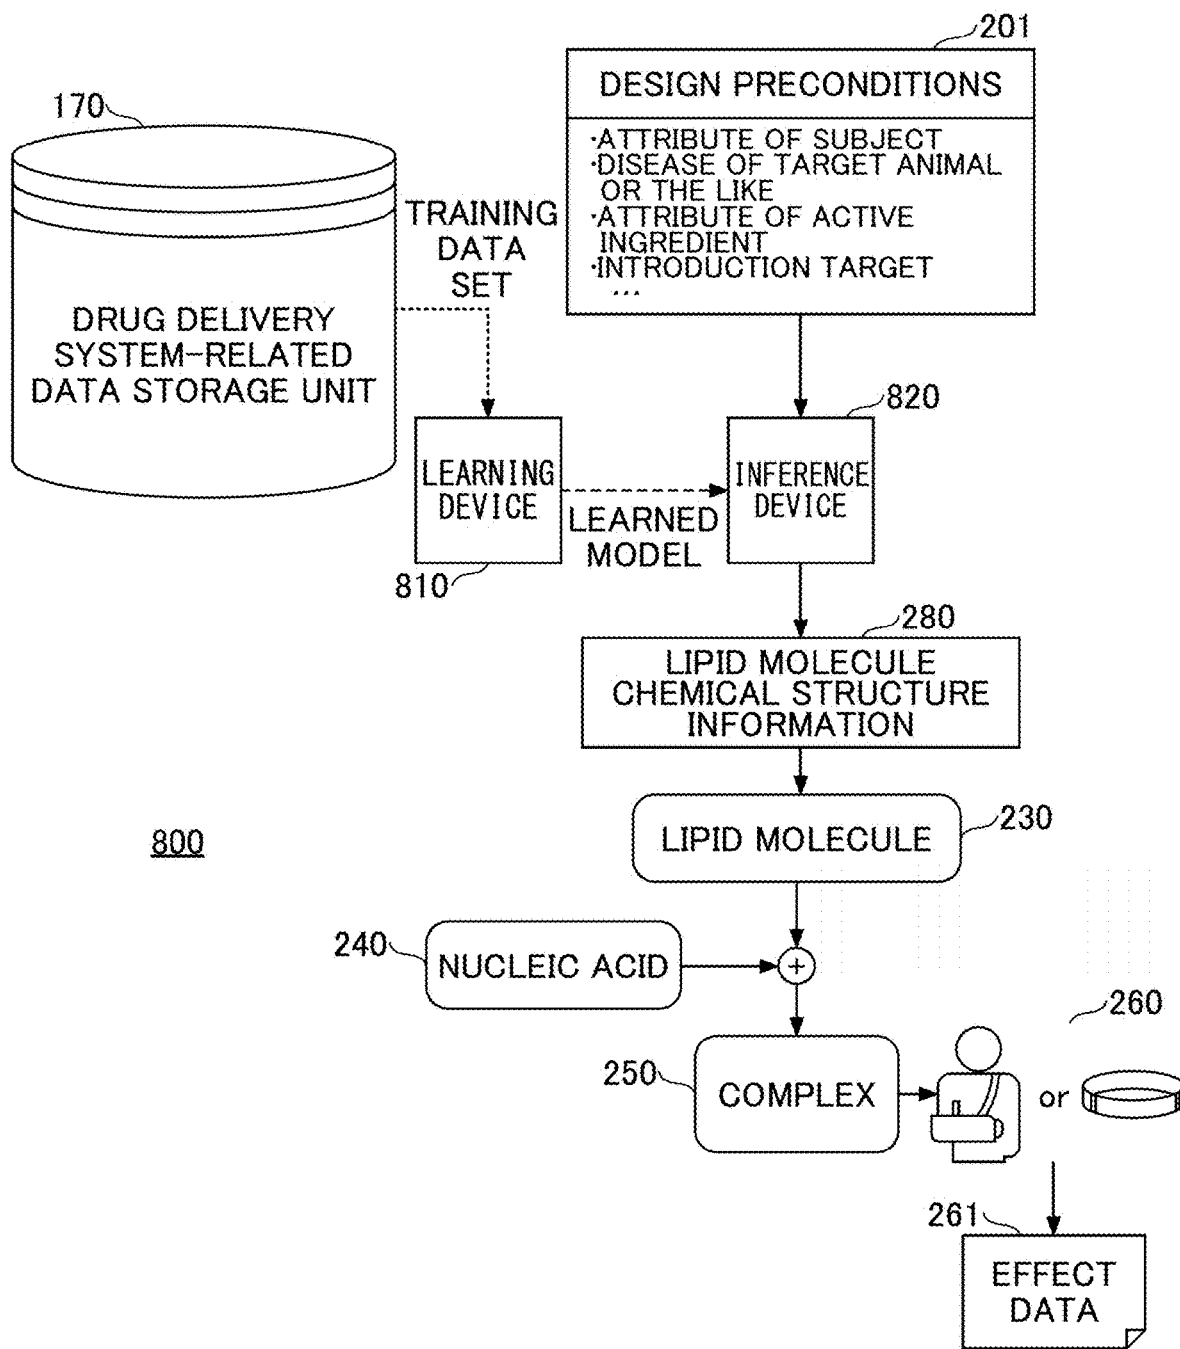 201
DESIGN PRECONDITIONS
·ATTRIBUTE OF SUBJECT
·DISEASE OF TARGET ANIMAL
OR THE LIKE
·ATTRIBUTE OF ACTIVE
INGREDIENT
·INTRODUCTION TARGET
...
170
TRAINING
DATA
SET
DRUG DELIVERY
SYSTEM-RELATED
DATA STORAGE UNIT
820
LEARNING
DEVICE
INFERENCE
DEVICE
LEARNED
MODEL
810
280
LIPID MOLECULE
CHEMICAL STRUCTURE
INFORMATION
800
LIPID MOLECULE
230
240
NUCLEIC ACID
+
260
250
COMPLEX
or
261
EFFECT
DATA